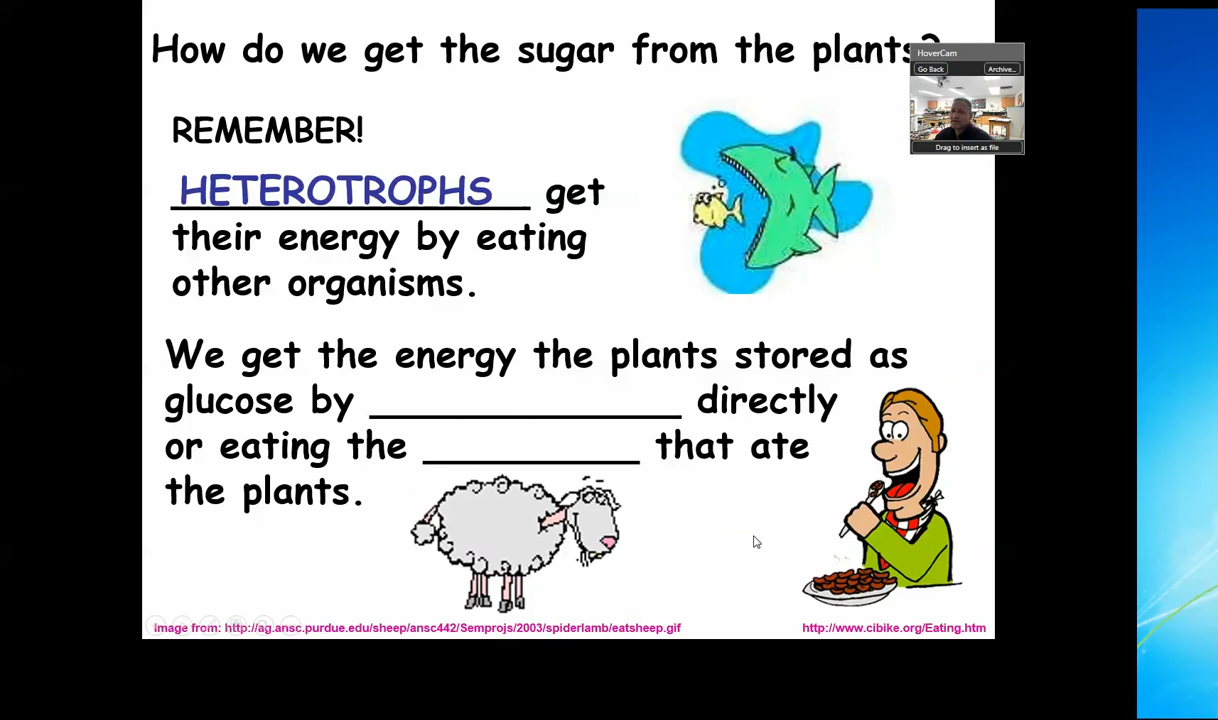 How do we get the sugar from the plants?
HoverCam
Go Back
Archive...
Drag to insert as file
REMEMBER!
HETEROTROPHS get
their energy by eating
other organisms.
We get the energy the plants stored as
glucose by _______________ directly
or eating the __________ that ate
the plants.
Image from: http://ag.ansc.purdue.edu/sheep/ansc442/Semprojs/2003/spiderlamb/eatsheep.gif
http://www.cibike.org/Eating.htm